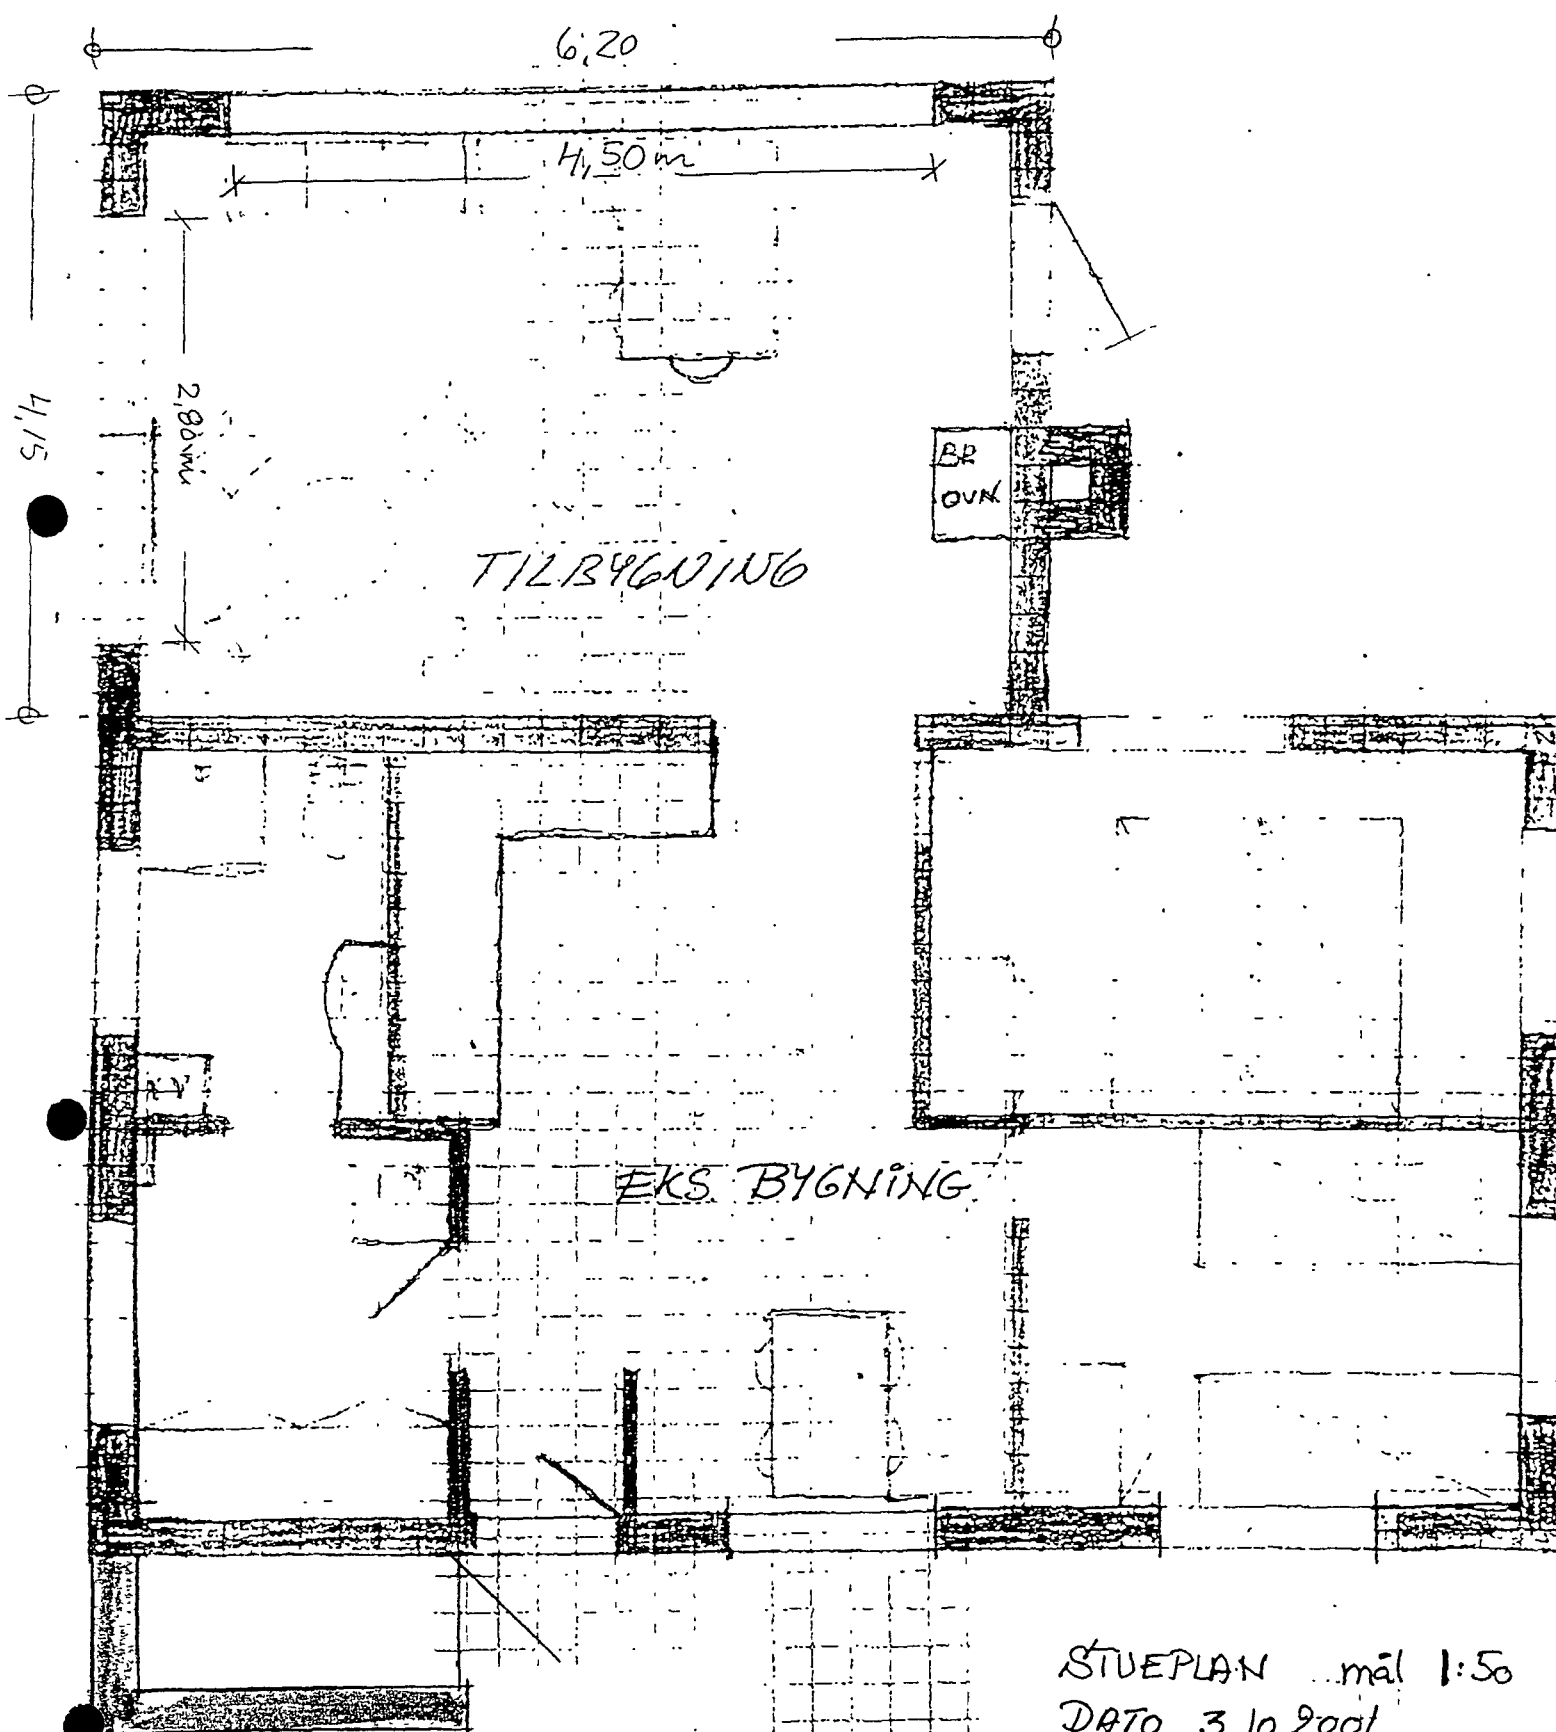 6,20
4,50m
2,80m
4,15
BR
OVN
TILBYGNING
EKS. BYGNING
STUEPLAN mål 1:50
DATO 3 10 2001